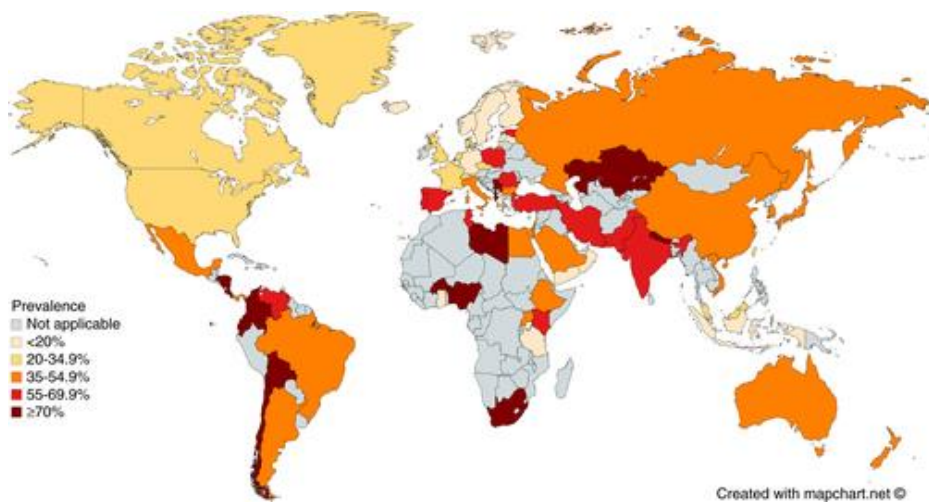 Prevalence
Not applicable
<20%
20-34.9%
35-54.9%
55-69.9%
≥70%
Created with mapchart.net ©